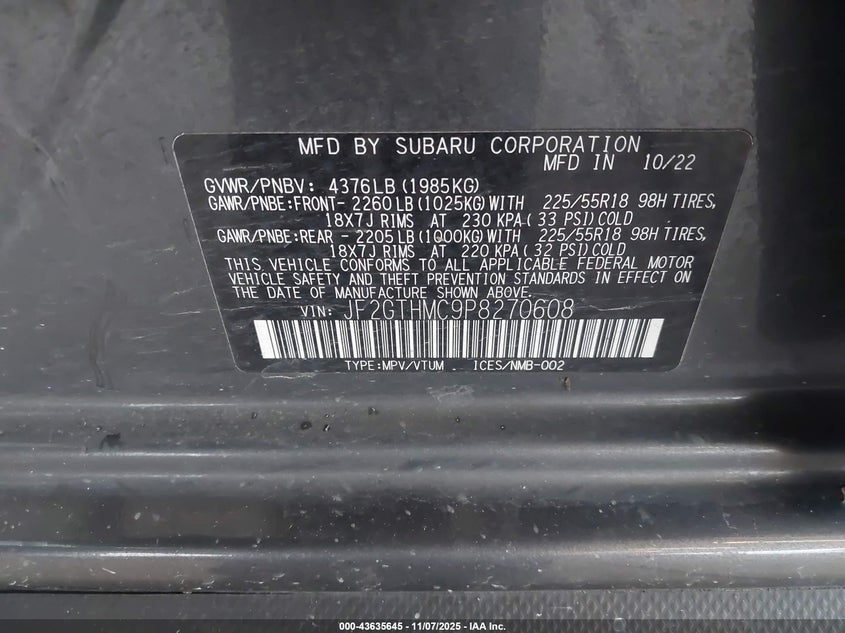 MFD BY SUBARU CORPORATION
MFD IN 10/22
GVWR/PNBV: 4376LB (1985KG)
GAWR/PNBE:FRONT- 2260LB (1025KG) WITH 225/55R18 98H TIRES,
18X7J RIMS AT 230 KPA( 33 PSI) COLD
GAWR/PNBE:REAR - 2205LB (1000KG) WITH 225/55R18 98H TIRES,
18X7J RIMS AT 220 KPA( 32 PSI) COLD
THIS VEHICLE CONFORMS TO ALL APPLICABLE FEDERAL MOTOR
VEHICLE SAFETY AND THEFT PREVENTION STANDARDS IN EFFECT ON
THE DATE OF MANUFACTURE SHOWN ABOVE.
VIN: JF2GTHMC9P8270608
TYPE:MPV/VTUM ICES/NMB-002
000-43635645 - 11/07/2025 - IAA Inc.